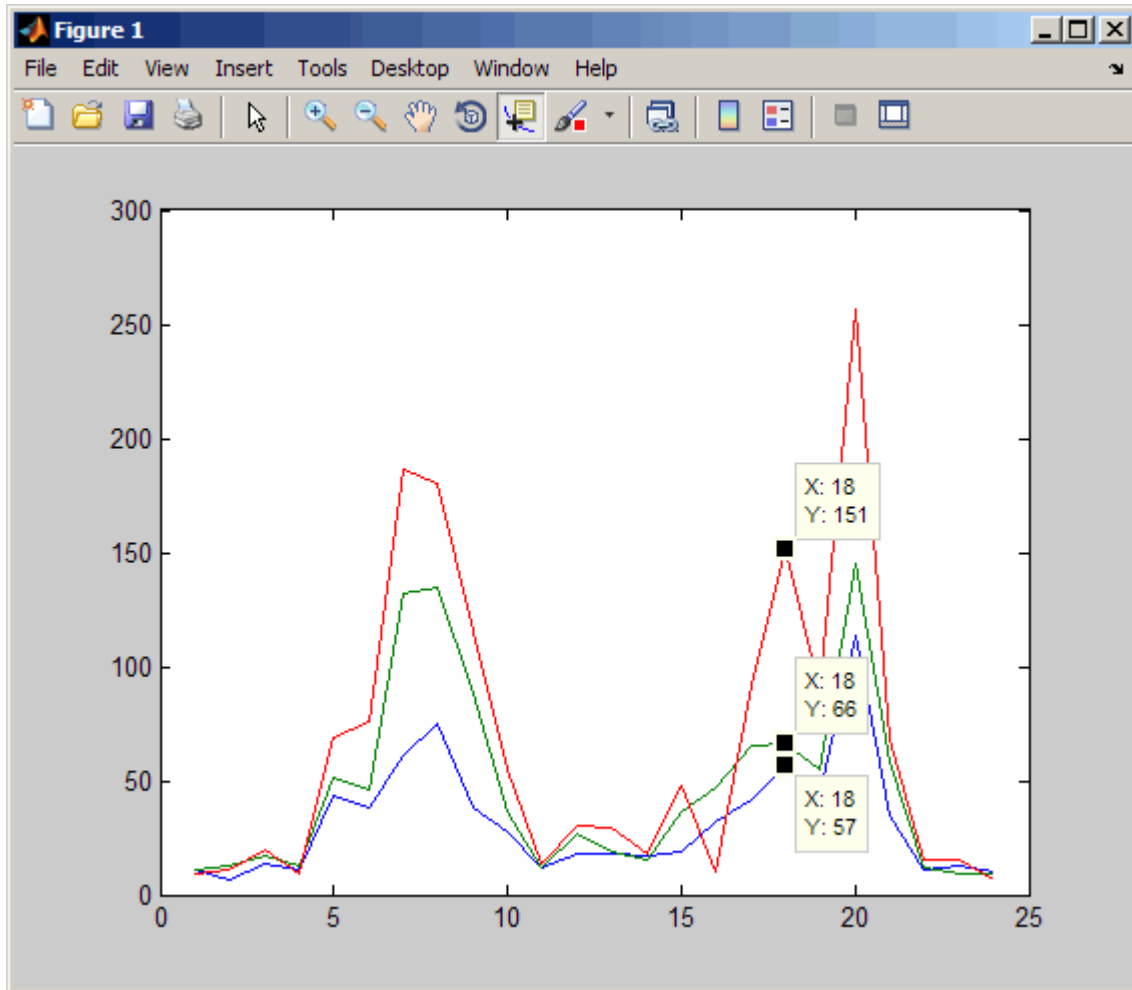 Figure 1
File Edit View Insert Tools Desktop Window Help
300
250
200
150
100
50
0
X: 18
Y: 151
X: 18
Y: 66
X: 18
Y: 57
0 5 10 15 20 25